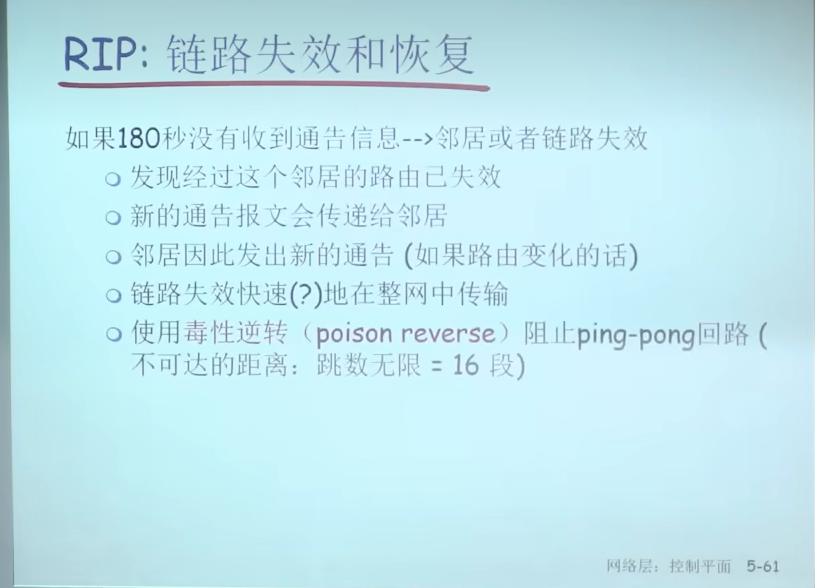 RIP: 链路失效和恢复
如果180秒没有收到通告信息-->邻居或者链路失效
发现经过这个邻居的路由已失效
新的通告报文会传递给邻居
邻居因此发出新的通告 (如果路由变化的话)
链路失效快速(?)地在整网中传输
使用毒性逆转（poison reverse）阻止ping-pong回路 (
不可达的距离：跳数无限 = 16 段)
网络层：控制平面 5-61